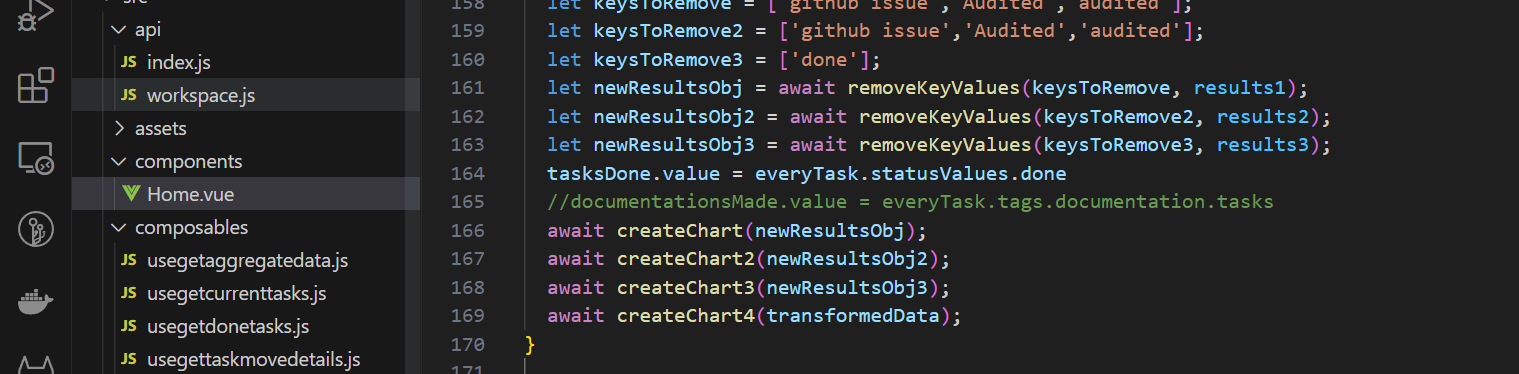 src
api
JS index.js
JS workspace.js
assets
components
Home.vue
composables
JS usegetaggregatedata.js
JS usegetcurrenttasks.js
JS usegetdonetasks.js
JS usegettaskmovedetails.js
158 let keysToRemove = ['github issue','Audited','audited'];
159 let keysToRemove2 = ['github issue','Audited','audited'];
160 let keysToRemove3 = ['done'];
161 let newResultsObj = await removeKeyValues(keysToRemove, results1);
162 let newResultsObj2 = await removeKeyValues(keysToRemove2, results2);
163 let newResultsObj3 = await removeKeyValues(keysToRemove3, results3);
164 tasksDone.value = everyTask.statusValues.done
165 //documentationsMade.value = everyTask.tags.documentation.tasks
166 await createChart(newResultsObj);
167 await createChart2(newResultsObj2);
168 await createChart3(newResultsObj3);
169 await createChart4(transformedData);
170 }
171